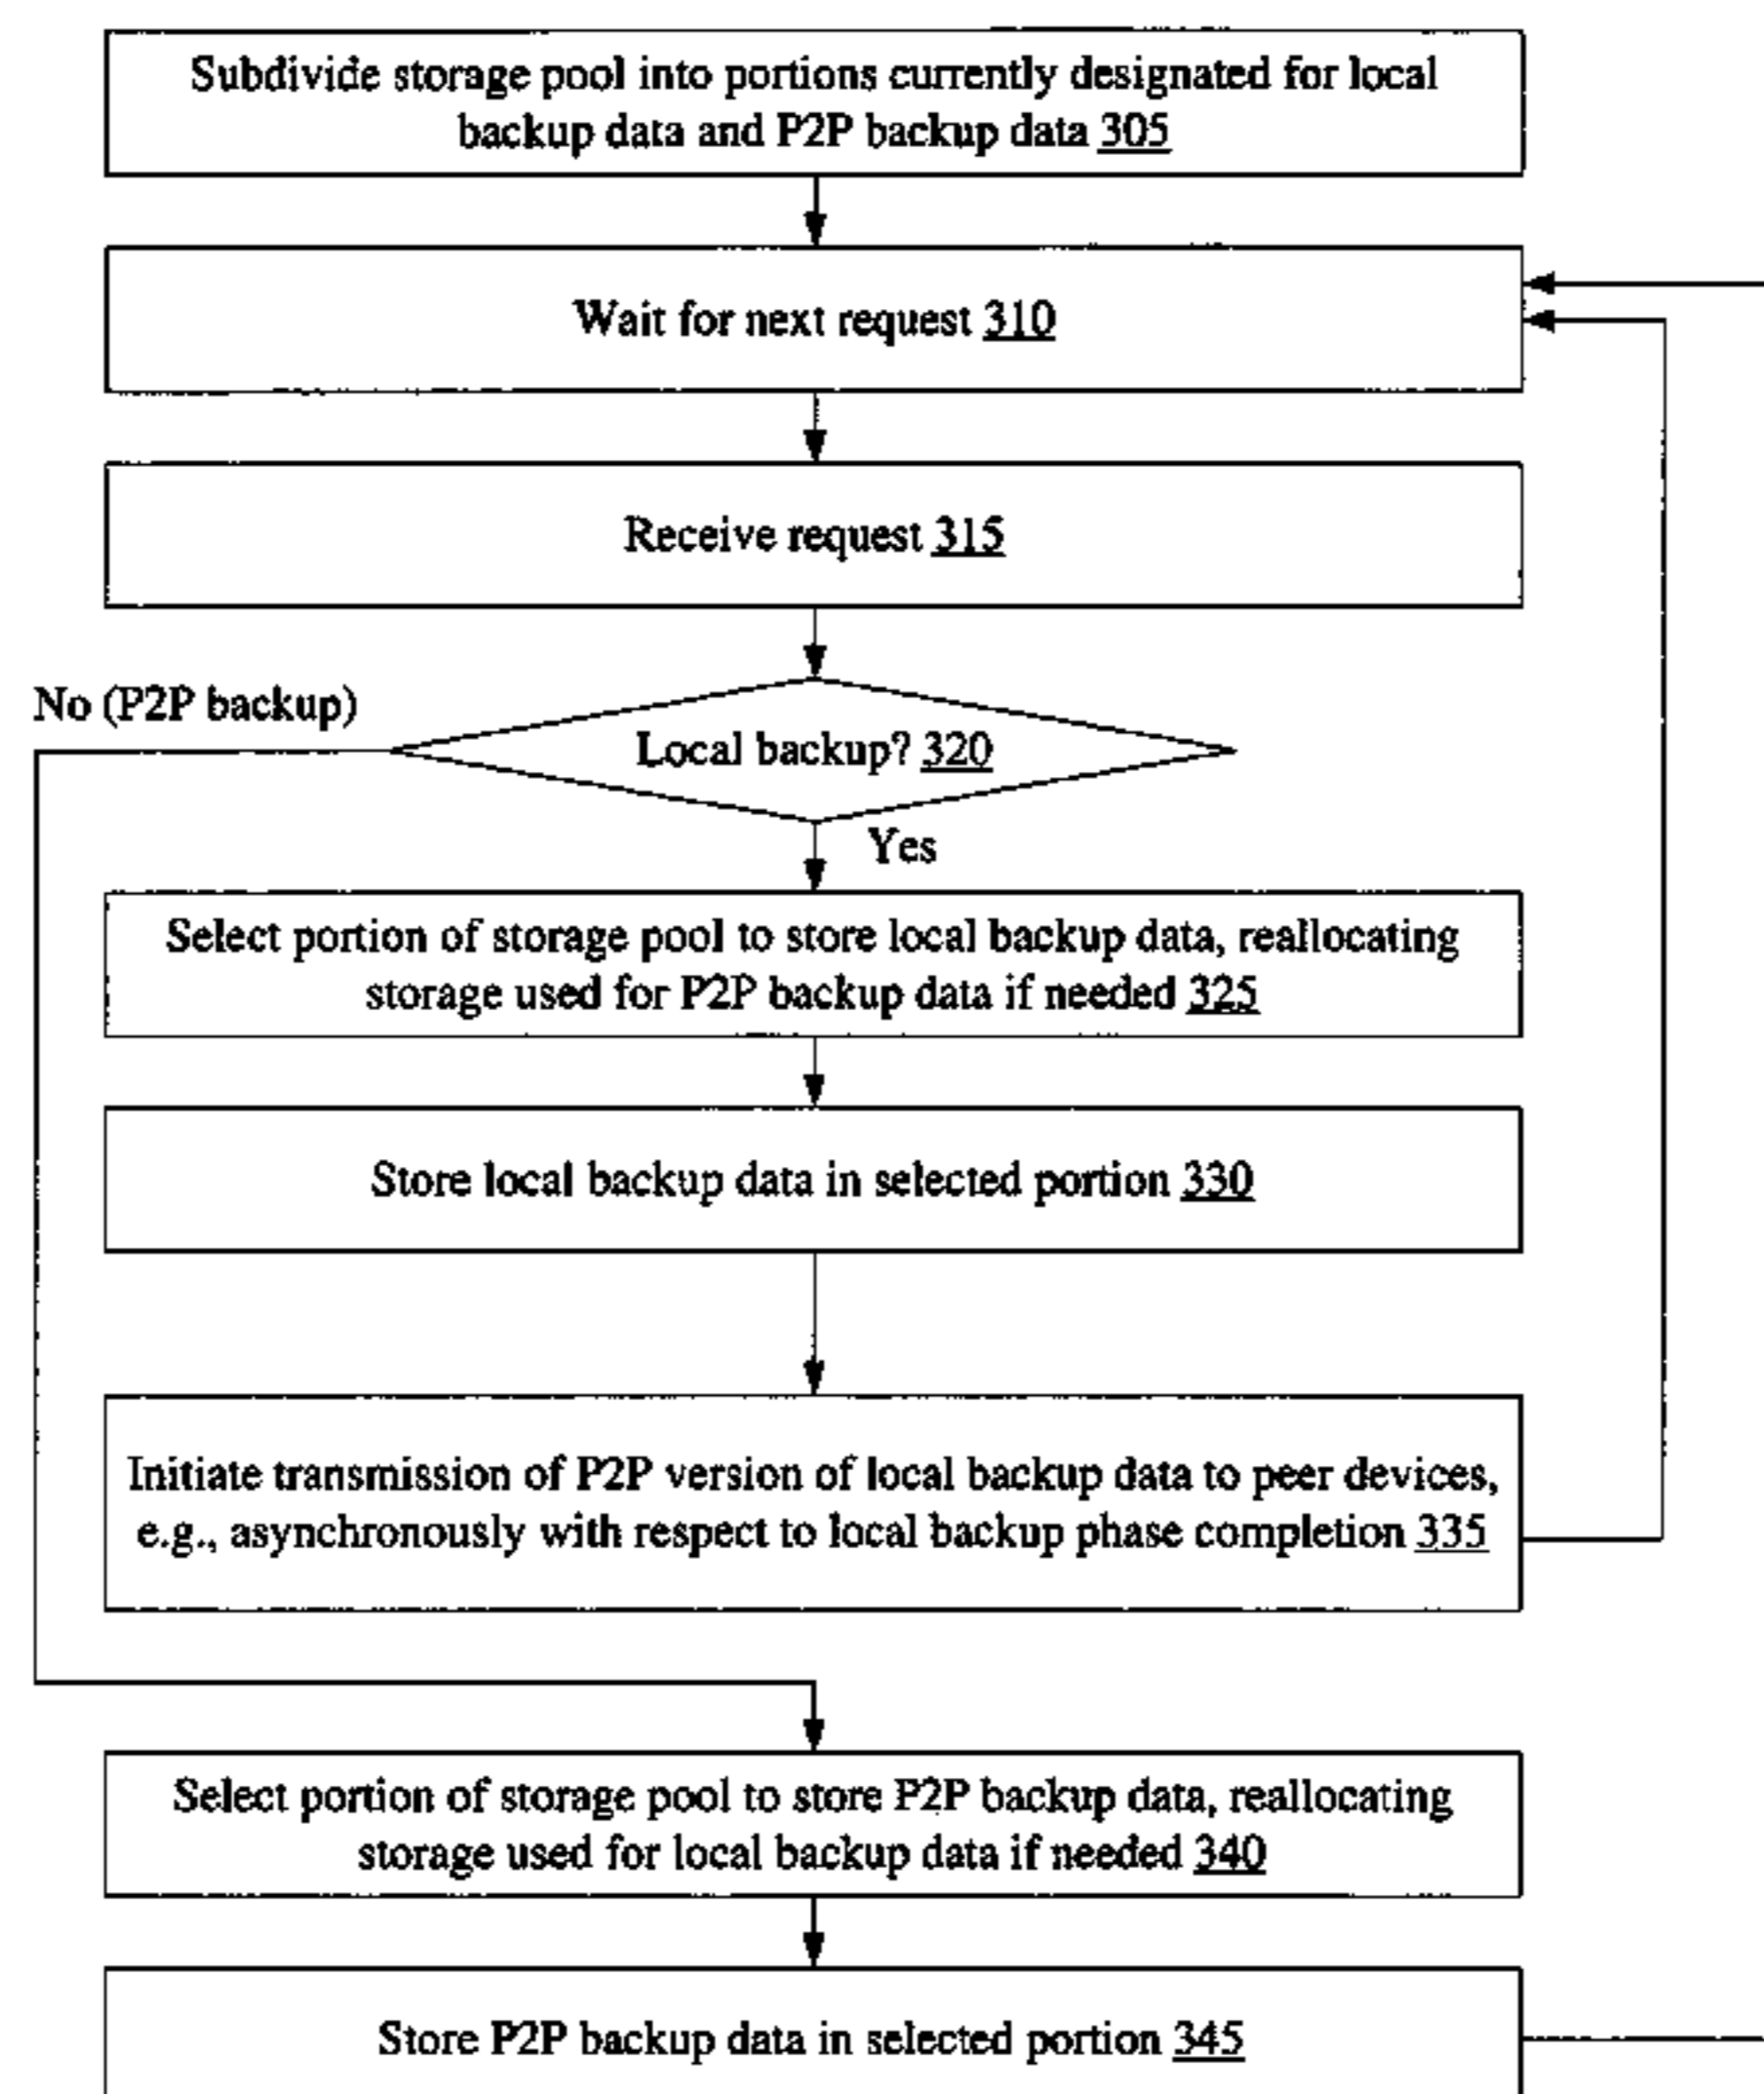 Subdivide storage pool into portions currently designated for local
backup data and P2P backup data 305
Wait for next request 310
Receive request 315
No (P2P backup)
Local backup? 320
Yes
Select portion of storage pool to store local backup data, reallocating
storage used for P2P backup data if needed 325
Store local backup data in selected portion 330
Initiate transmission of P2P version of local backup data to peer devices,
e.g., asynchronously with respect to local backup phase completion 335
Select portion of storage pool to store P2P backup data, reallocating
storage used for local backup data if needed 340
Store P2P backup data in selected portion 345